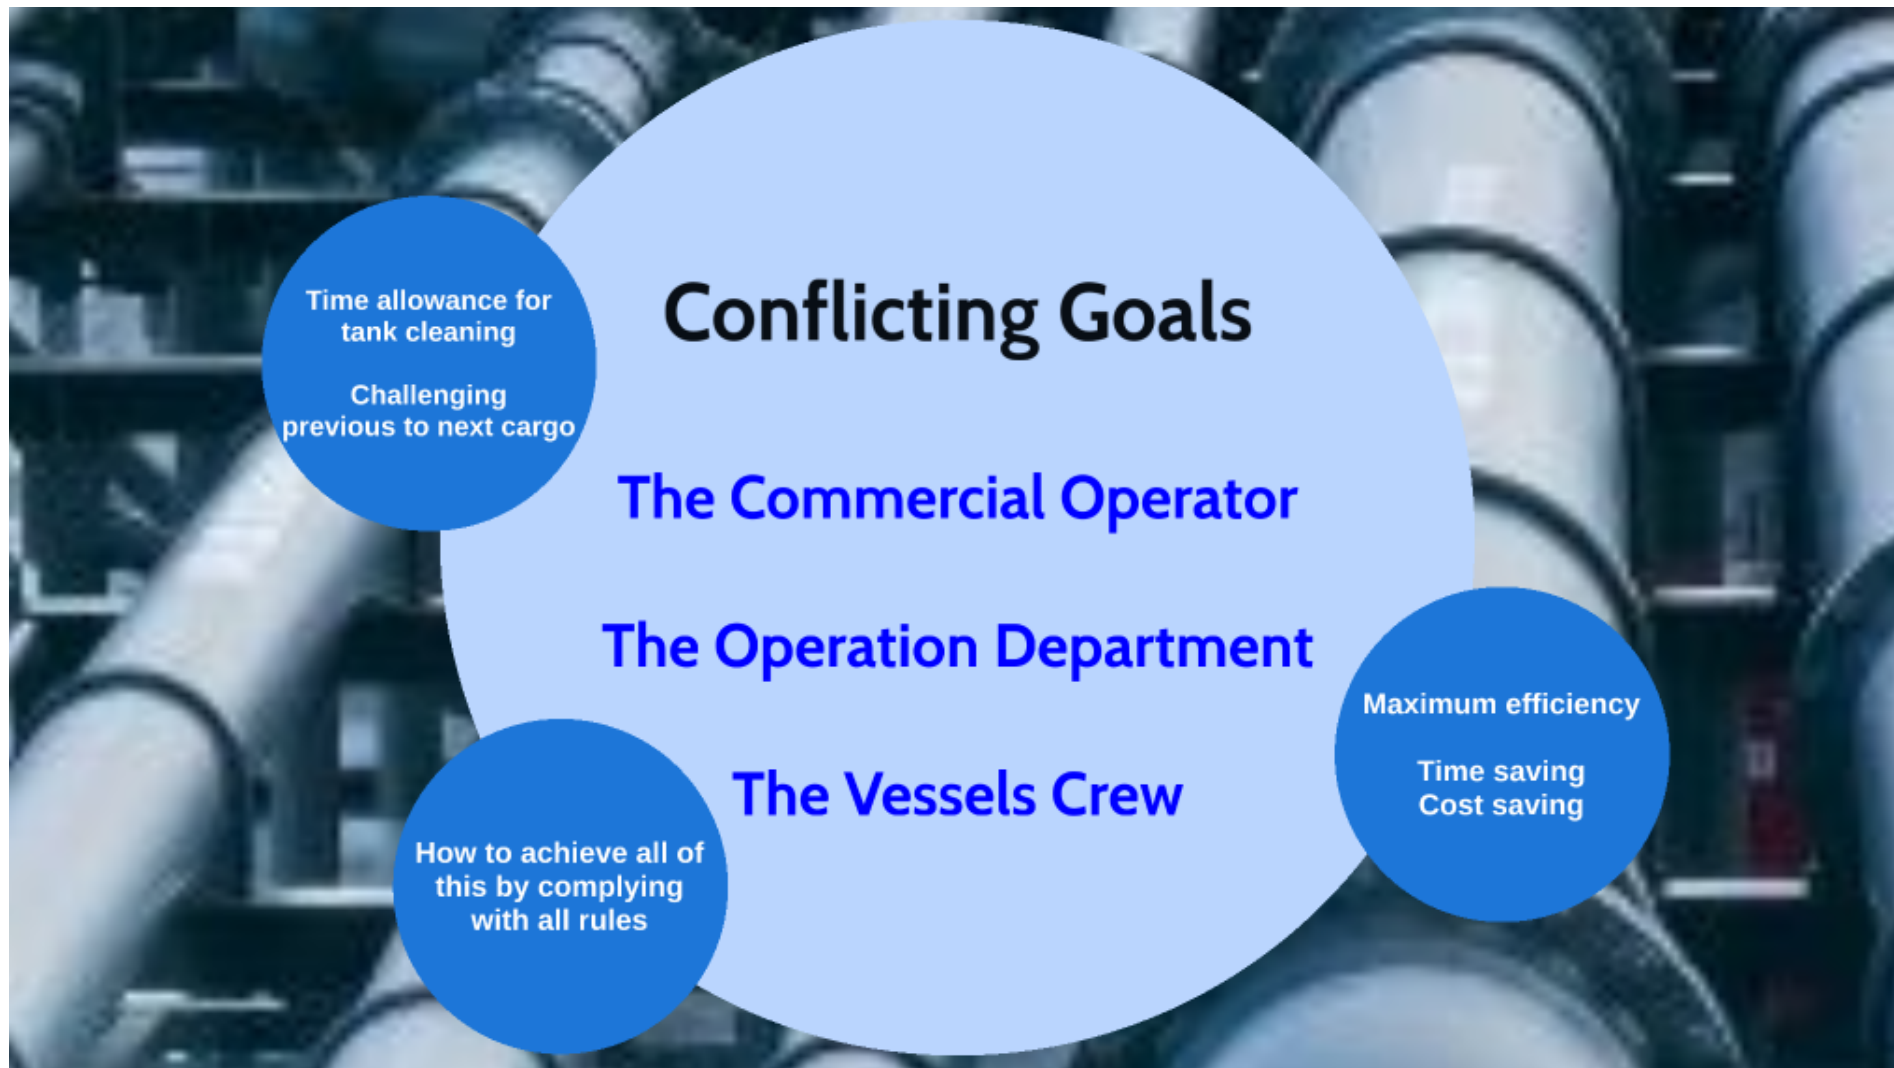 Conflicting Goals
The Commercial Operator
The Operation Department
The Vessels Crew
Time allowance for
tank cleaning
Challenging
previous to next cargo
Maximum efficiency
Time saving
Cost saving
How to achieve all of
this by complying
with all rules